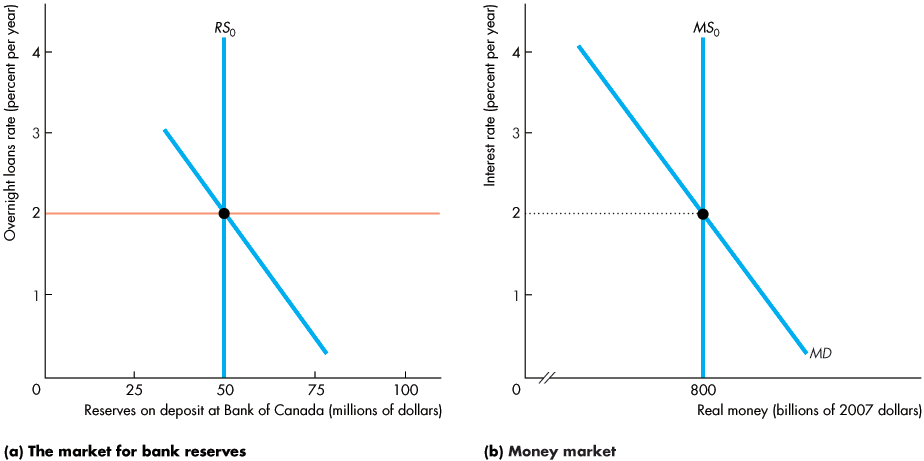 Overnight loans rate (percent per year)
RS0
4
3
2
1
0
25
50
75
100
Reserves on deposit at Bank of Canada (millions of dollars)
(a) The market for bank reserves
Interest rate (percent per year)
MS0
4
3
2
1
MD
0
800
Real money (billions of 2007 dollars)
(b) Money market